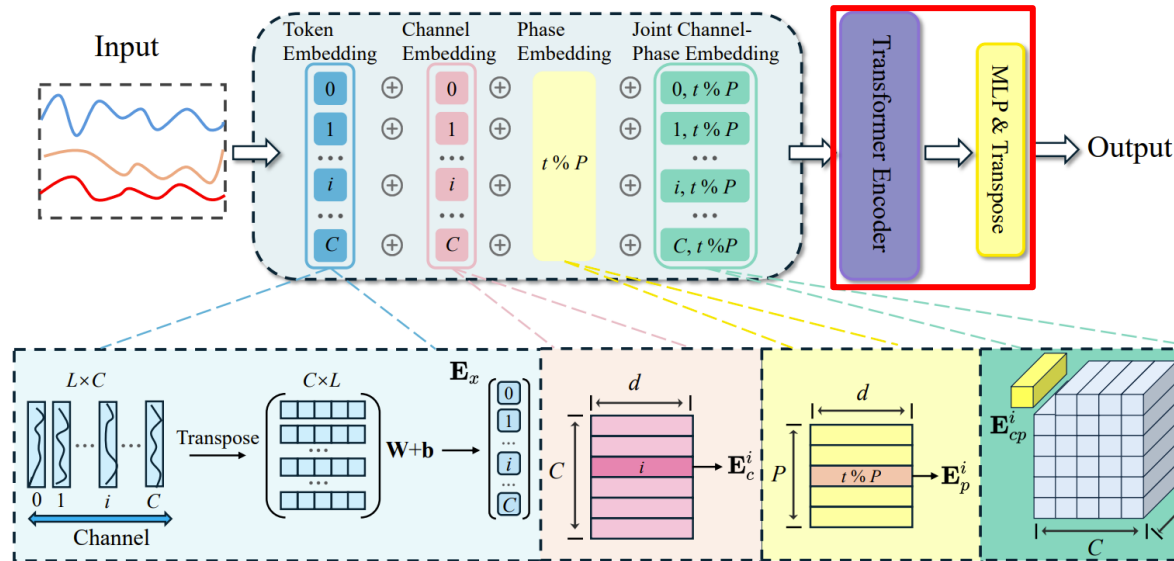 Input
Token
Embedding
Channel
Embedding
Phase
Embedding
Joint Channel-
Phase Embedding
0
0
0, t % P
1
1
1, t % P
...
...
...
t % P
i
i
i, t % P
...
...
...
C
C
C, t %P
Transformer Encoder
MLP & Transpose
Output
L×C
0
1
...
i
...
C
Channel
Transpose
C×L
...
...
W+b
E_x
0
1
...
i
...
C
d
C
i
E_c^i
d
P
t % P
E_p^i
E_cp^i
C